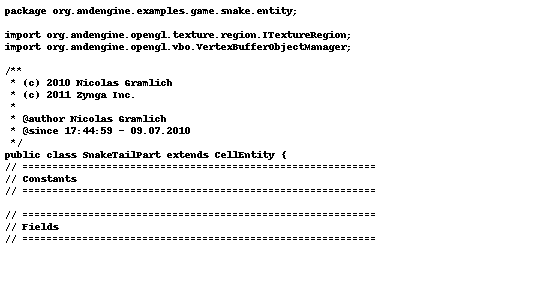 package org.andengine.examples.game.snake.entity;

import org.andengine.opengl.texture.region.ITextureRegion;
import org.andengine.opengl.vbo.VertexBufferObjectManager;

/**
 * (c) 2010 Nicolas Gramlich
 * (c) 2011 Zynga Inc.
 *
 * @author Nicolas Gramlich
 * @since 17:44:59 - 09.07.2010
 */
public class SnakeTailPart extends CellEntity {
// ===========================================================
// Constants
// ===========================================================

// ===========================================================
// Fields
// ===========================================================